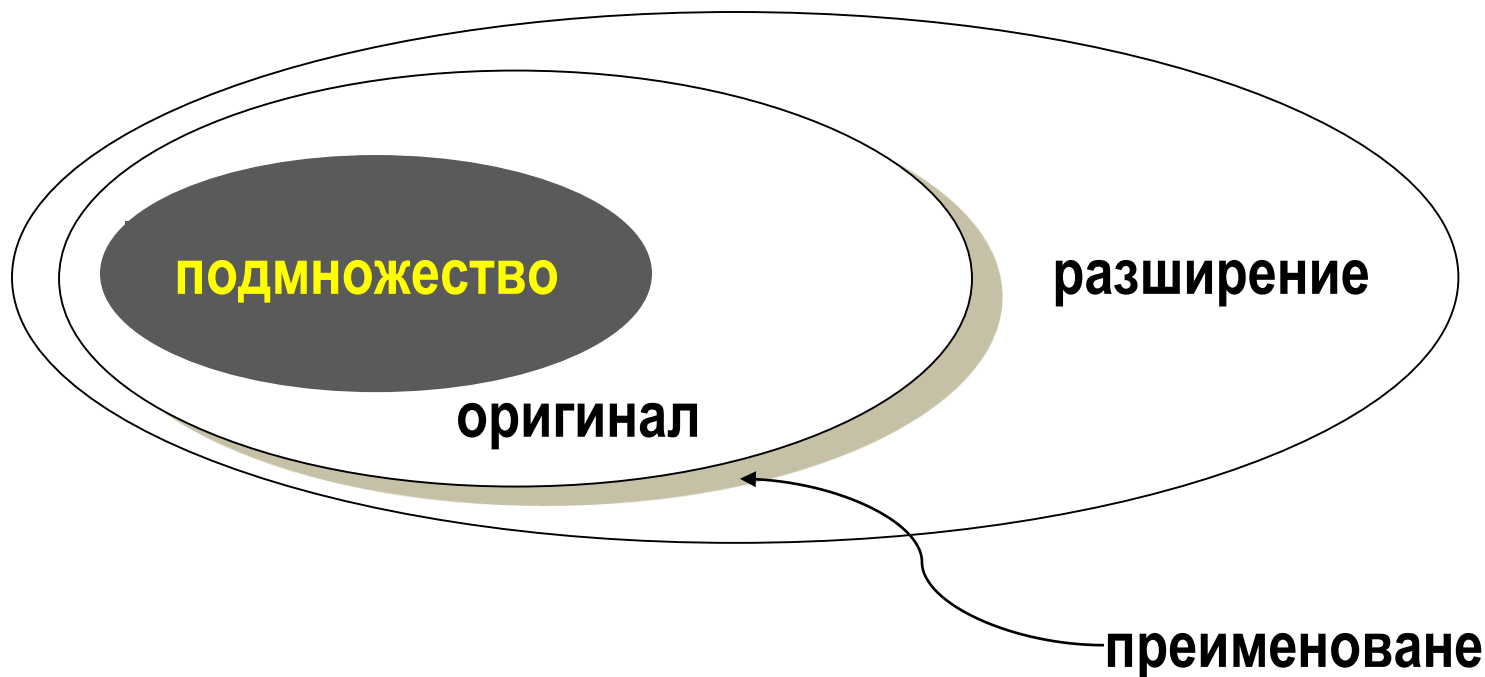 подмножество
разширение
оригинал
преименоване